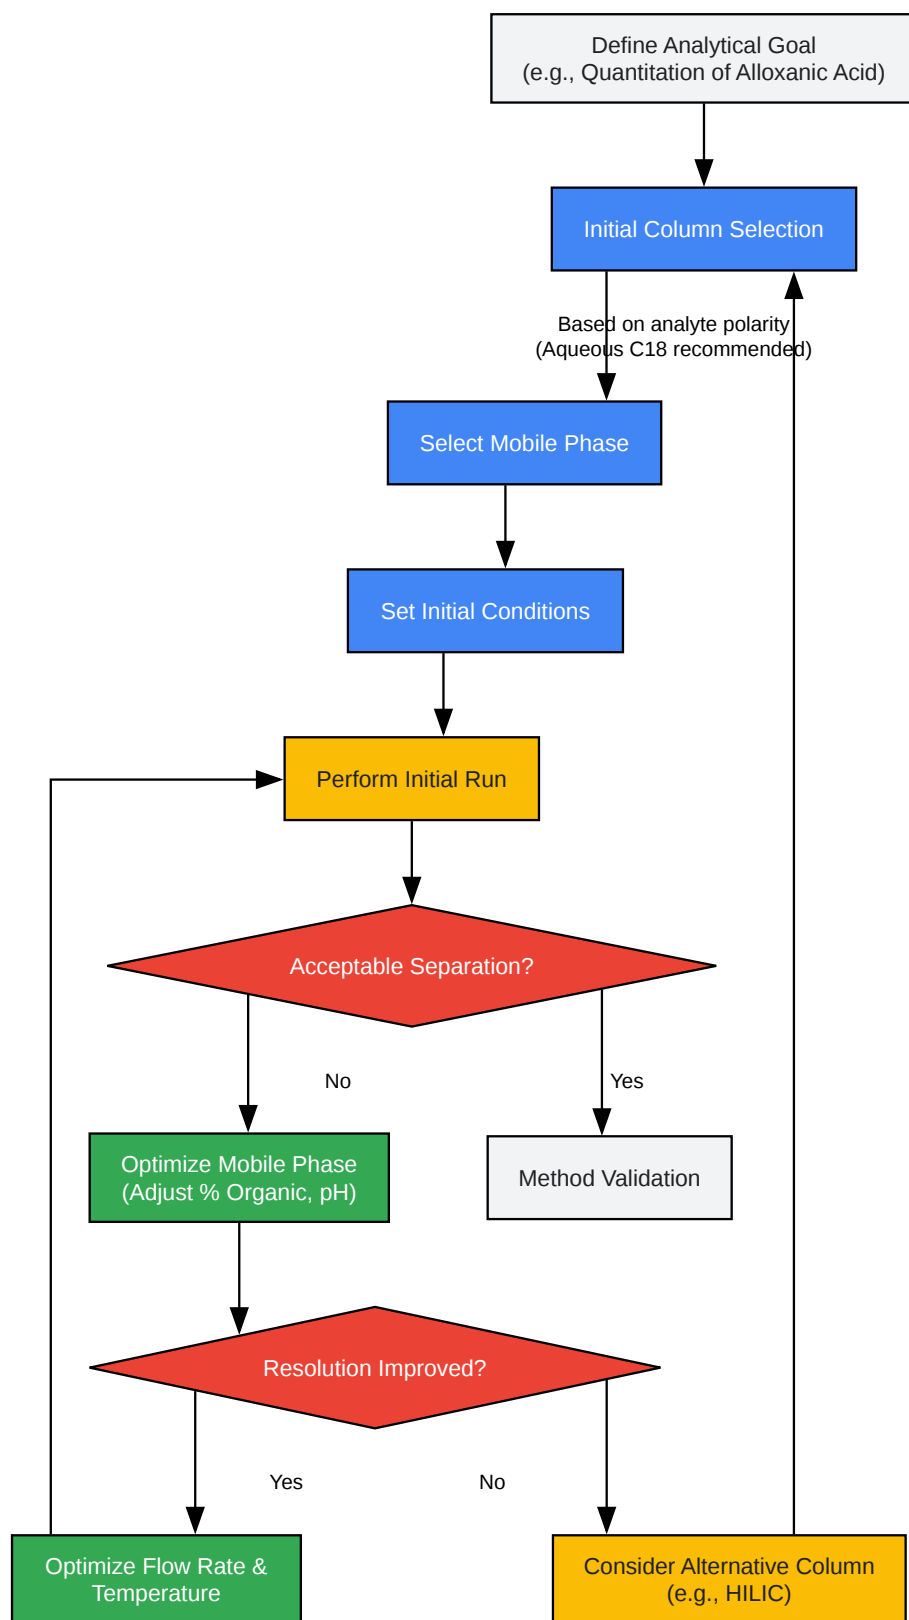 Define Analytical Goal
(e.g., Quantitation of Alloxanic Acid)
Initial Column Selection
Based on analyte polarity
(Aqueous C18 recommended)
Select Mobile Phase
Set Initial Conditions
Perform Initial Run
Acceptable Separation?
No
Yes
Optimize Mobile Phase
(Adjust % Organic, pH)
Method Validation
Resolution Improved?
Yes
No
Optimize Flow Rate &
Temperature
Consider Alternative Column
(e.g., HILIC)